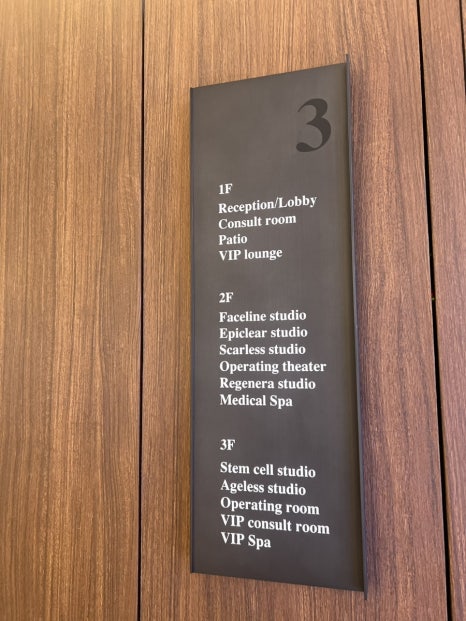 3
1F
Reception/Lobby
Consult room
Patio
VIP lounge
2F
Faceline studio
Epiclear studio
Scarless studio
Operating theater
Regenera studio
Medical Spa
3F
Stem cell studio
Ageless studio
Operating room
VIP consult room
VIP Spa